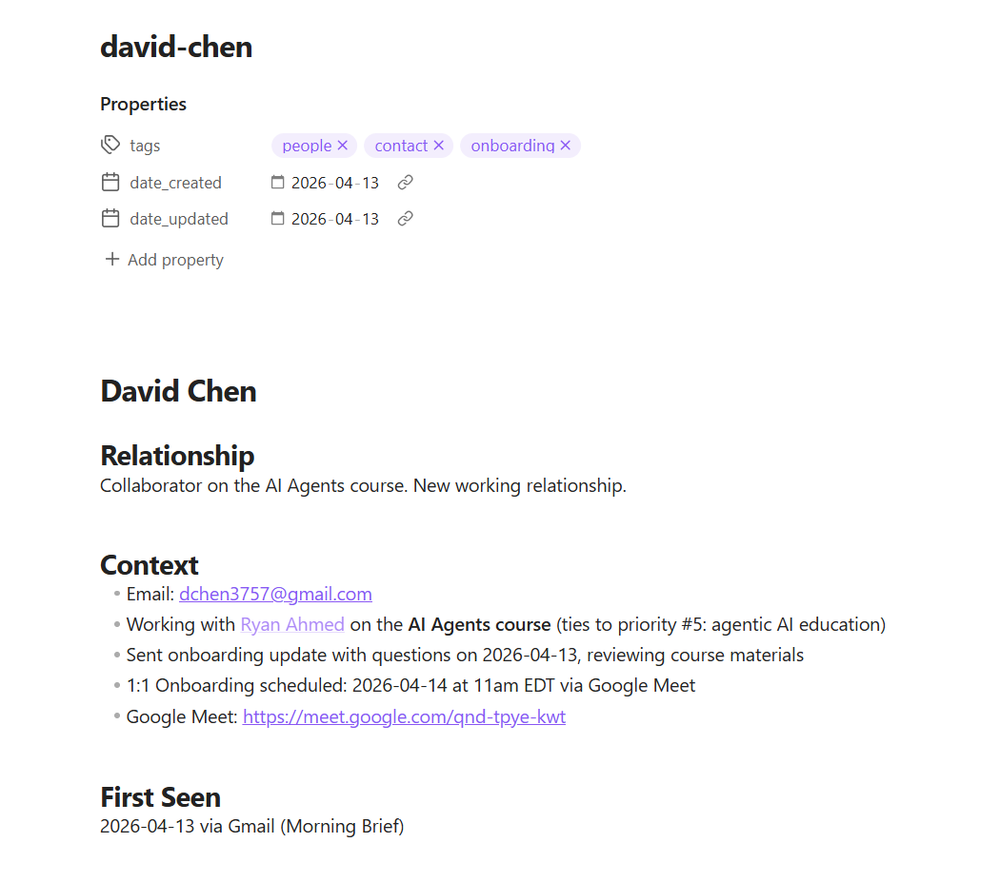 david-chen
Properties
tags people contact onboarding
date_created 2026-04-13
date_updated 2026-04-13
Add property
David Chen
Relationship
Collaborator on the AI Agents course. New working relationship.
Context
Email: dchen3757@gmail.com
Working with Ryan Ahmed on the AI Agents course (ties to priority #5: agentic AI education)
Sent onboarding update with questions on 2026-04-13, reviewing course materials
1:1 Onboarding scheduled: 2026-04-14 at 11am EDT via Google Meet
Google Meet: https://meet.google.com/qnd-tpye-kwt
First Seen
2026-04-13 via Gmail (Morning Brief)